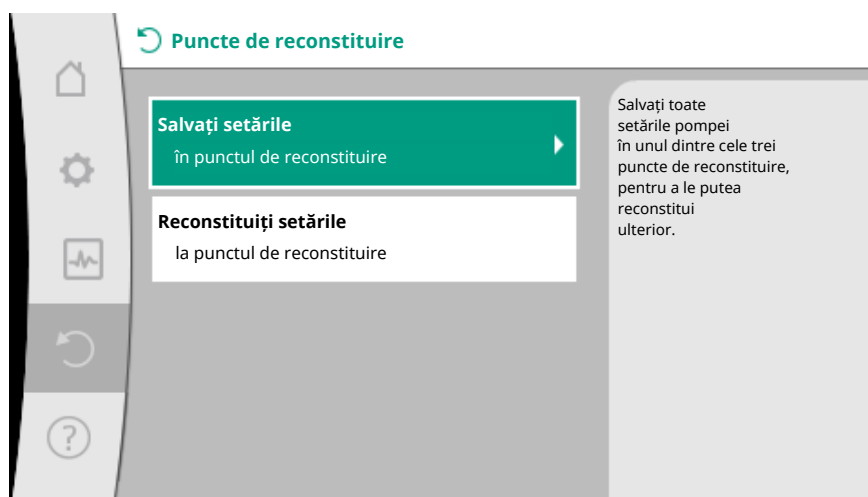 Puncte de reconstituire
Salvați setările
în punctul de reconstituire
Reconstituiți setările
la punctul de reconstituire
Salvați toate
setările pompei
în unul dintre cele trei
puncte de reconstituire,
pentru a le putea
reconstitui
ulterior.
?